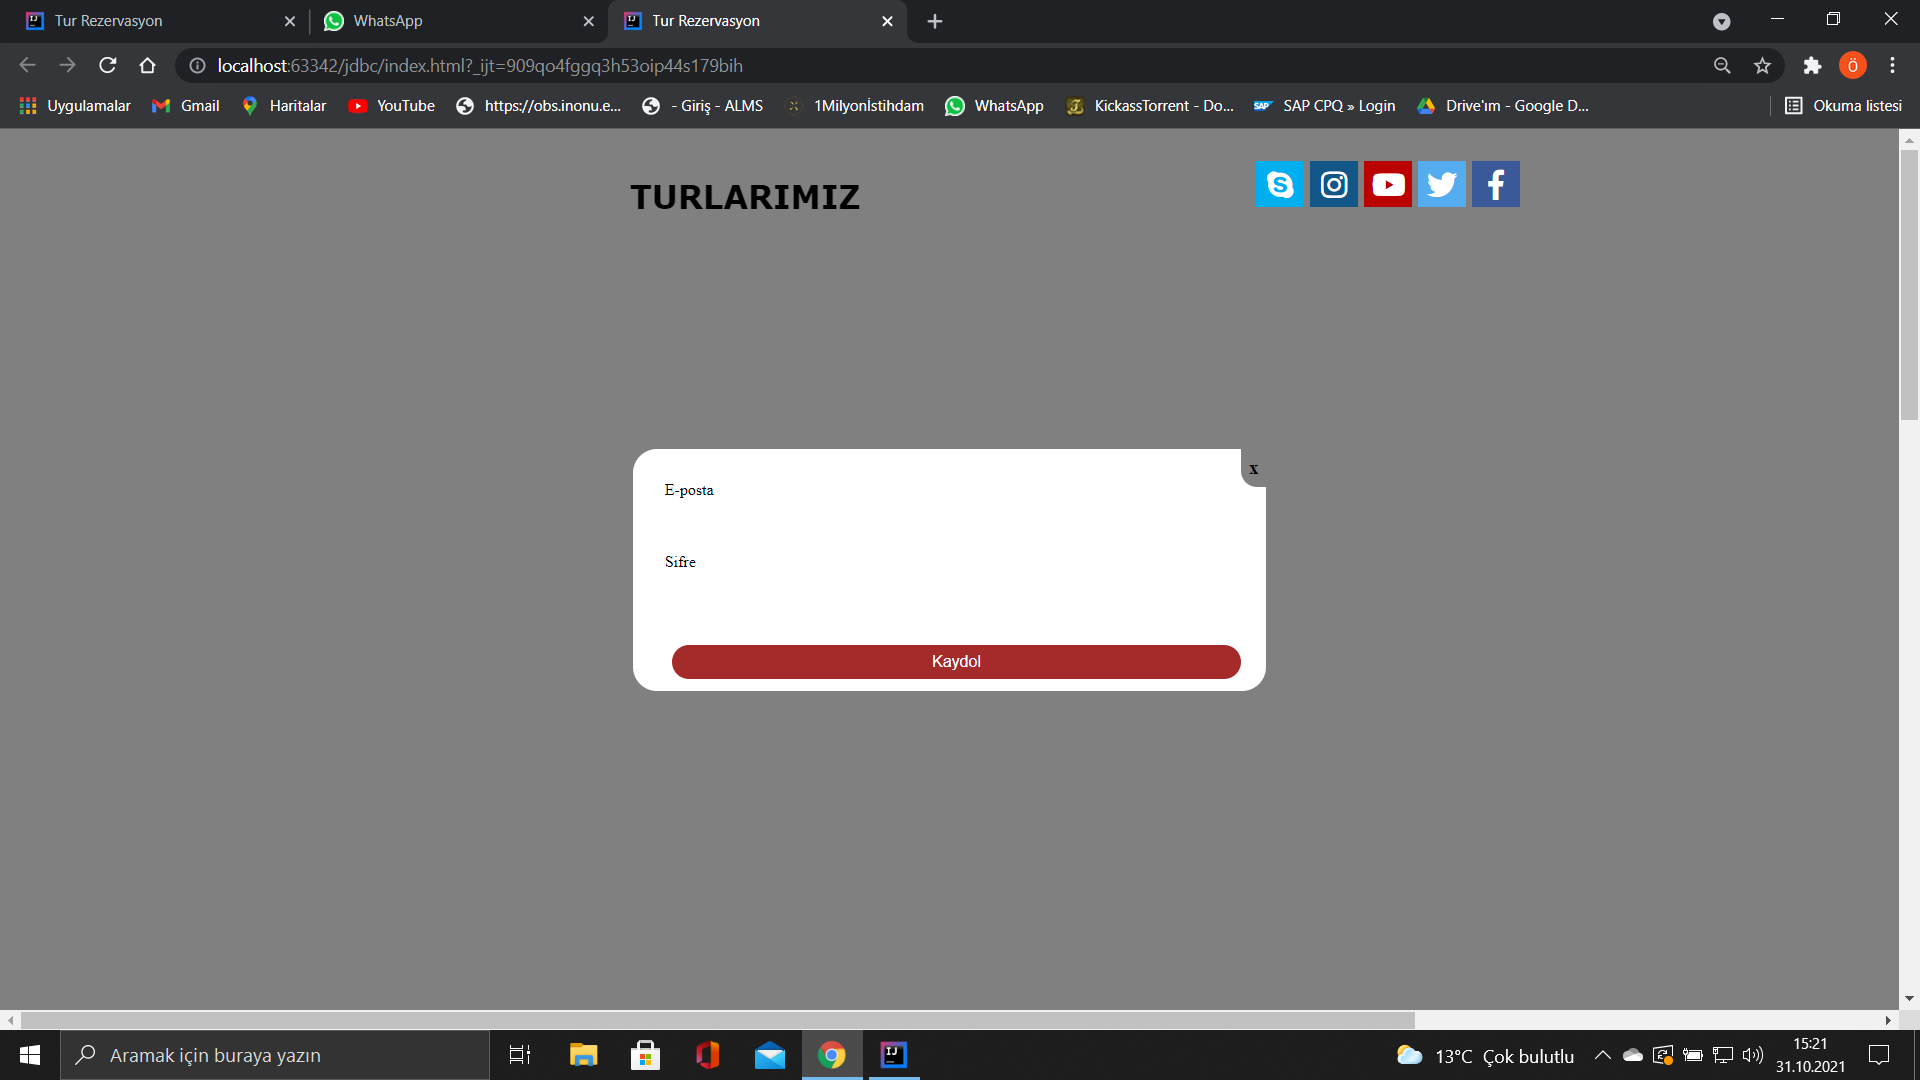 Tur Rezervasyon
WhatsApp
Tur Rezervasyon
localhost:63342/jdbc/index.html?_ijt=909qo4fggq3h53oip44s179bih
Ö
Uygulamalar
Gmail
Haritalar
YouTube
https://obs.inonu.e...
- Giriş - ALMS
1Milyonİstihdam
WhatsApp
KickassTorrent - Do...
SAP CPQ » Login
Drive'ım - Google D...
Okuma listesi
TURLARIMIZ
x
E-posta
Sifre
Kaydol
Aramak için buraya yazın
13°C Çok bulutlu
15:21
31.10.2021